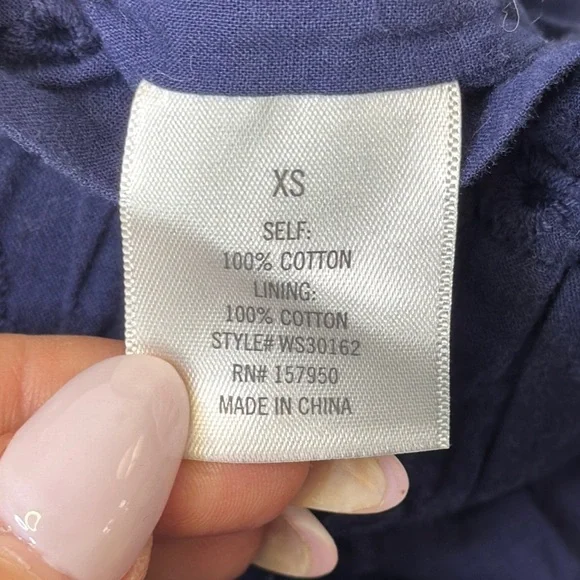 XS
SELF:
100% COTTON
LINING:
100% COTTON
STYLE# WS30162
RN# 157950
MADE IN CHINA